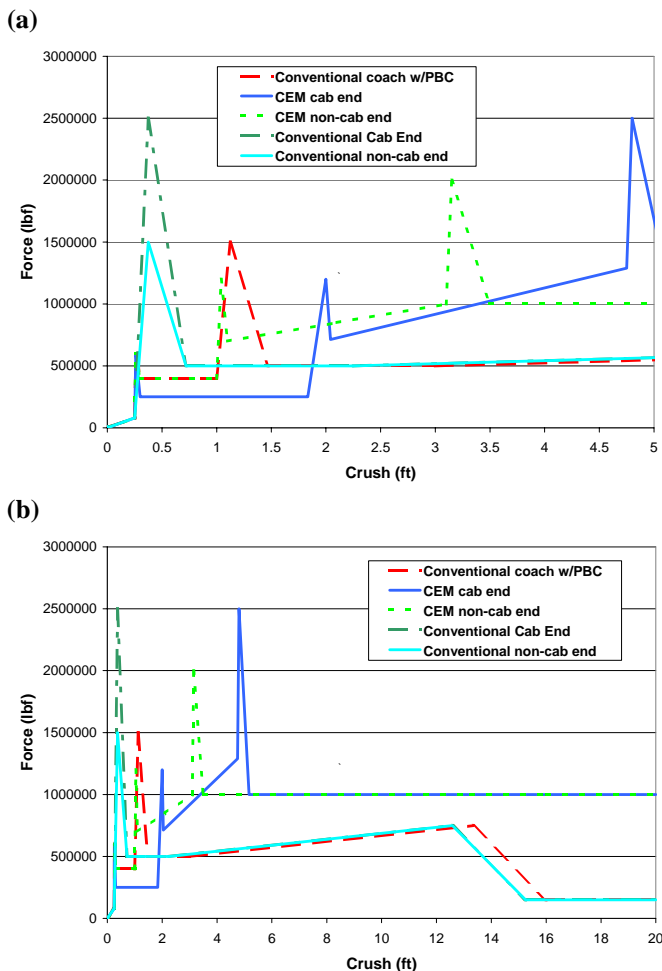 (a)
3000000
2500000
2000000
1500000
1000000
500000
0
Force (lbf)
Conventional coach w/PBC
CEM cab end
CEM non-cab end
Conventional Cab End
Conventional non-cab end
0 0.5 1 1.5 2 2.5 3 3.5 4 4.5 5
Crush (ft)
(b)
3000000
2500000
2000000
1500000
1000000
500000
0
Force (lbf)
Conventional coach w/PBC
CEM cab end
CEM non-cab end
Conventional Cab End
Conventional non-cab end
0 2 4 6 8 10 12 14 16 18 20
Crush (ft)